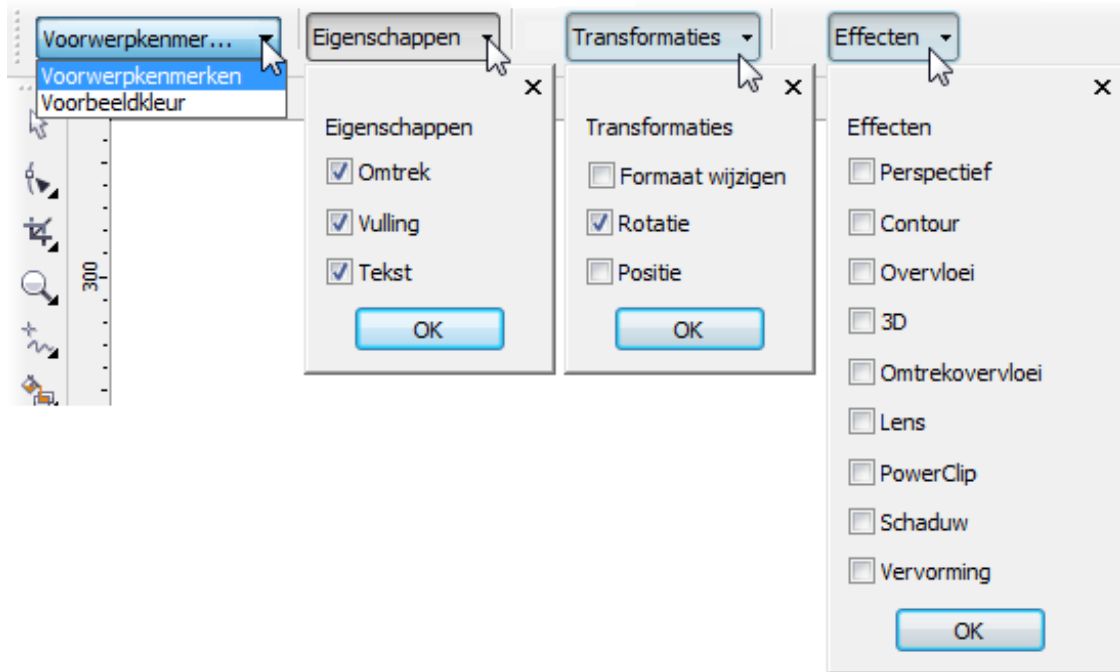 Voorwerpkenmer...
Voorwerpkenmerken
Voorbeeldkleur
300
Eigenschappen
Eigenschappen
Omtrek
Vulling
Tekst
OK
Transformaties
Transformaties
Formaat wijzigen
Rotatie
Positie
OK
Effecten
Effecten
Perspectief
Contour
Overvloei
3D
Omtrekovervloei
Lens
PowerClip
Schaduw
Vervorming
OK